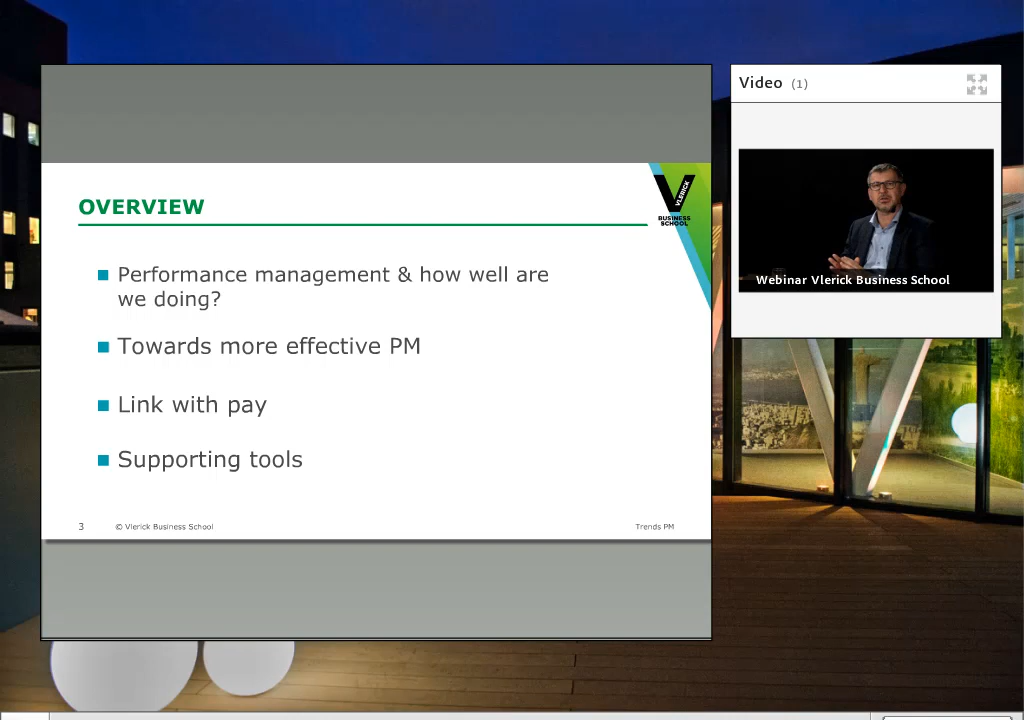 OVERVIEW
VLERICK
BUSINESS
SCHOOL
Performance management & how well are
we doing?
Towards more effective PM
Link with pay
Supporting tools
3
© Vlerick Business School
Trends PM
Video (1)
Webinar Vlerick Business School